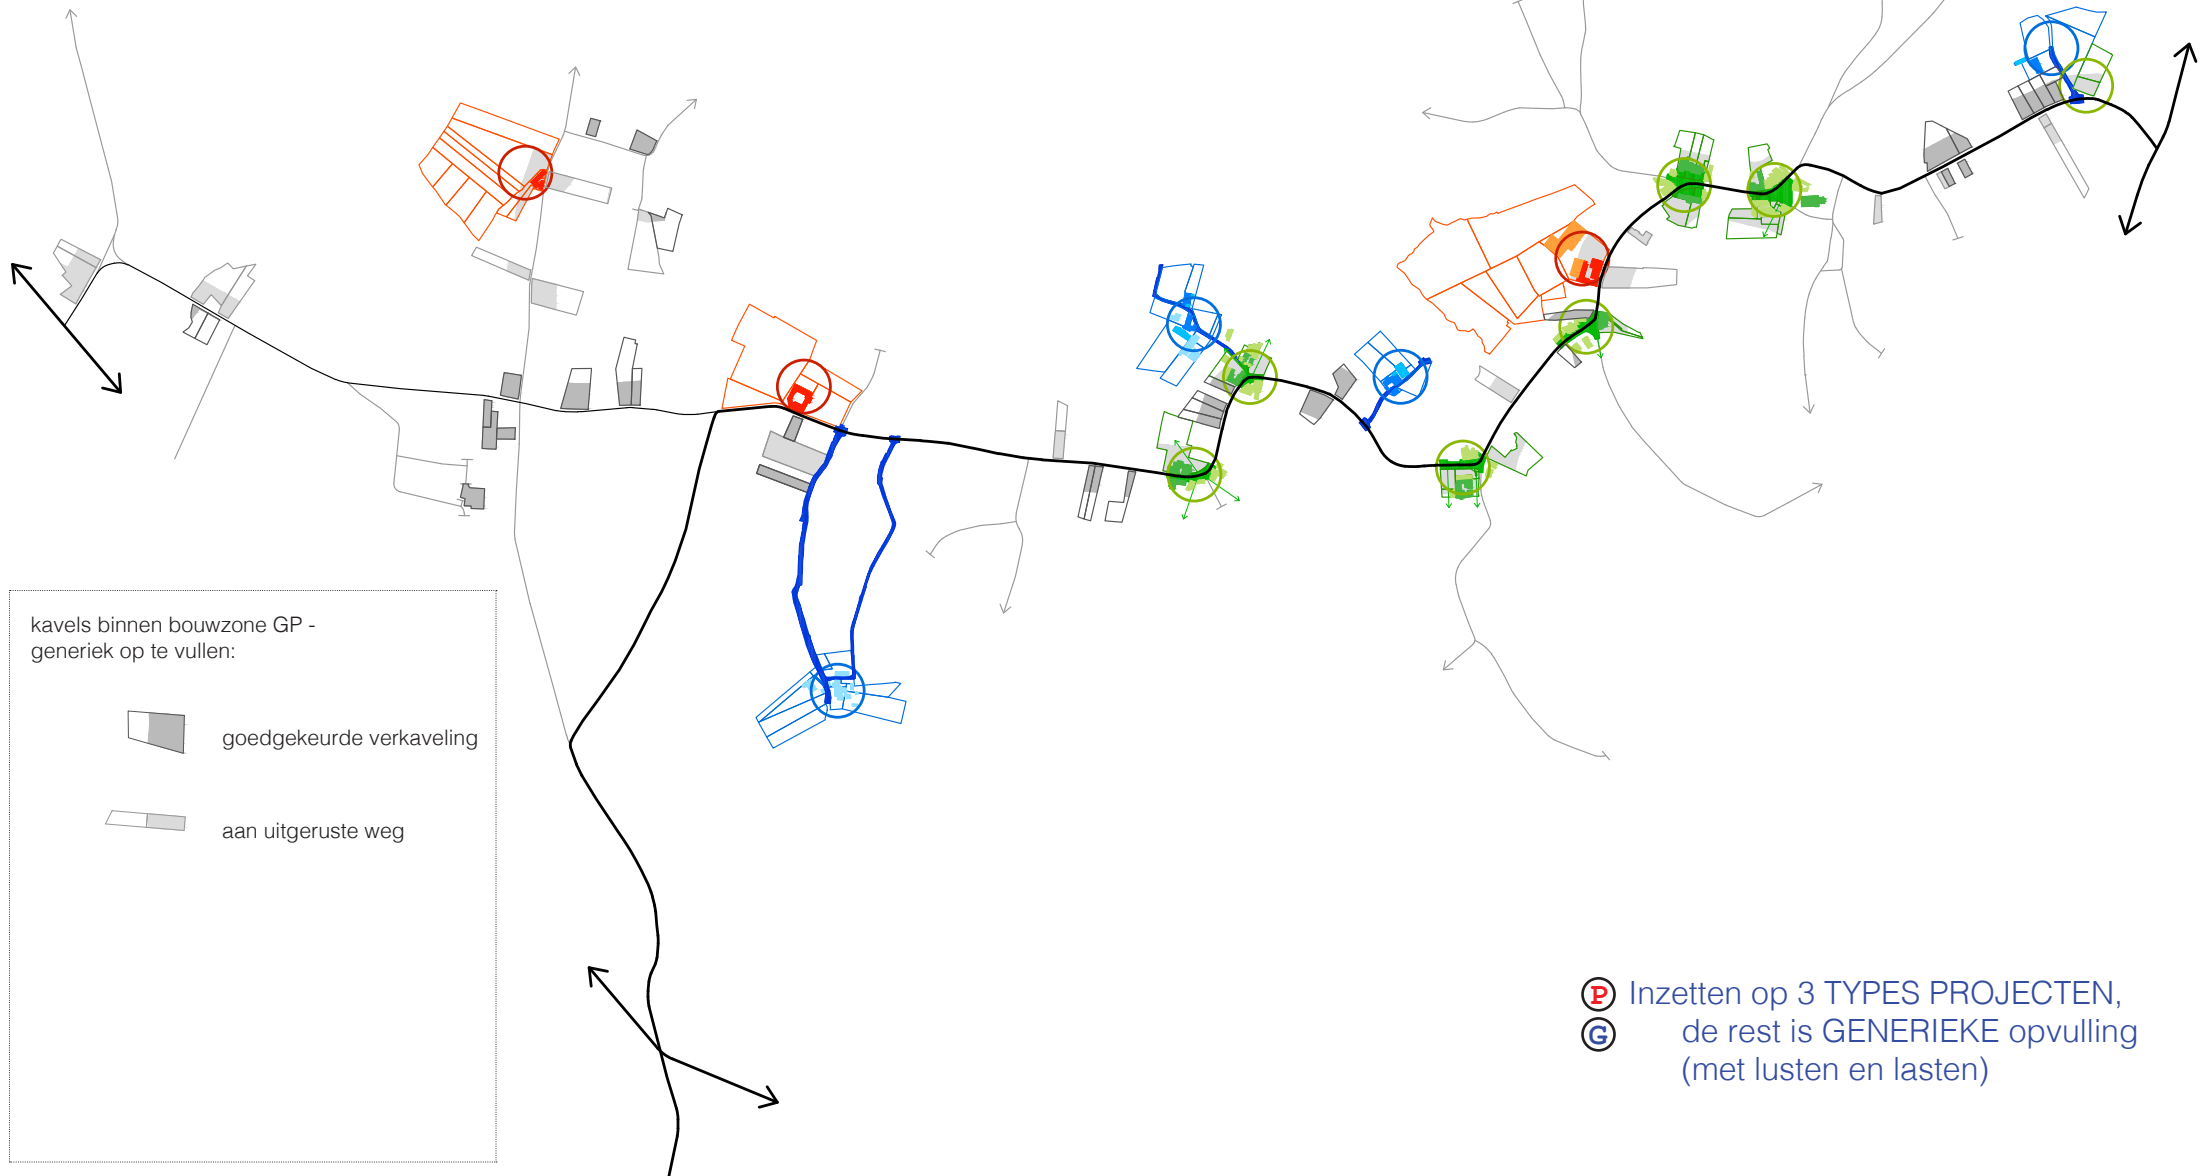 kavels binnen bouwzone GP -
generiek op te vullen:
goedgekeurde verkaveling
aan uitgeruste weg
P Inzetten op 3 TYPES PROJECTEN,
G de rest is GENERIEKE opvulling
(met lusten en lasten)